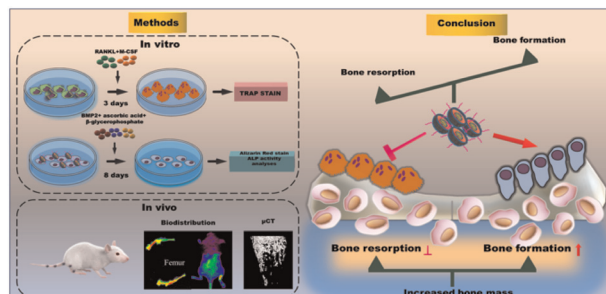 Methods
In vitro
RANKL+M-CSF
3 days
TRAP STAIN
BMP2+ ascorbic acid+
β-glycerophosphate
8 days
Alizarin Red stain
ALP activity
analyses
In vivo
Biodistribution
μCT
Femur
Conclusion
Bone formation
Bone resorption
Bone resorption
Bone formation
Increased bone mass